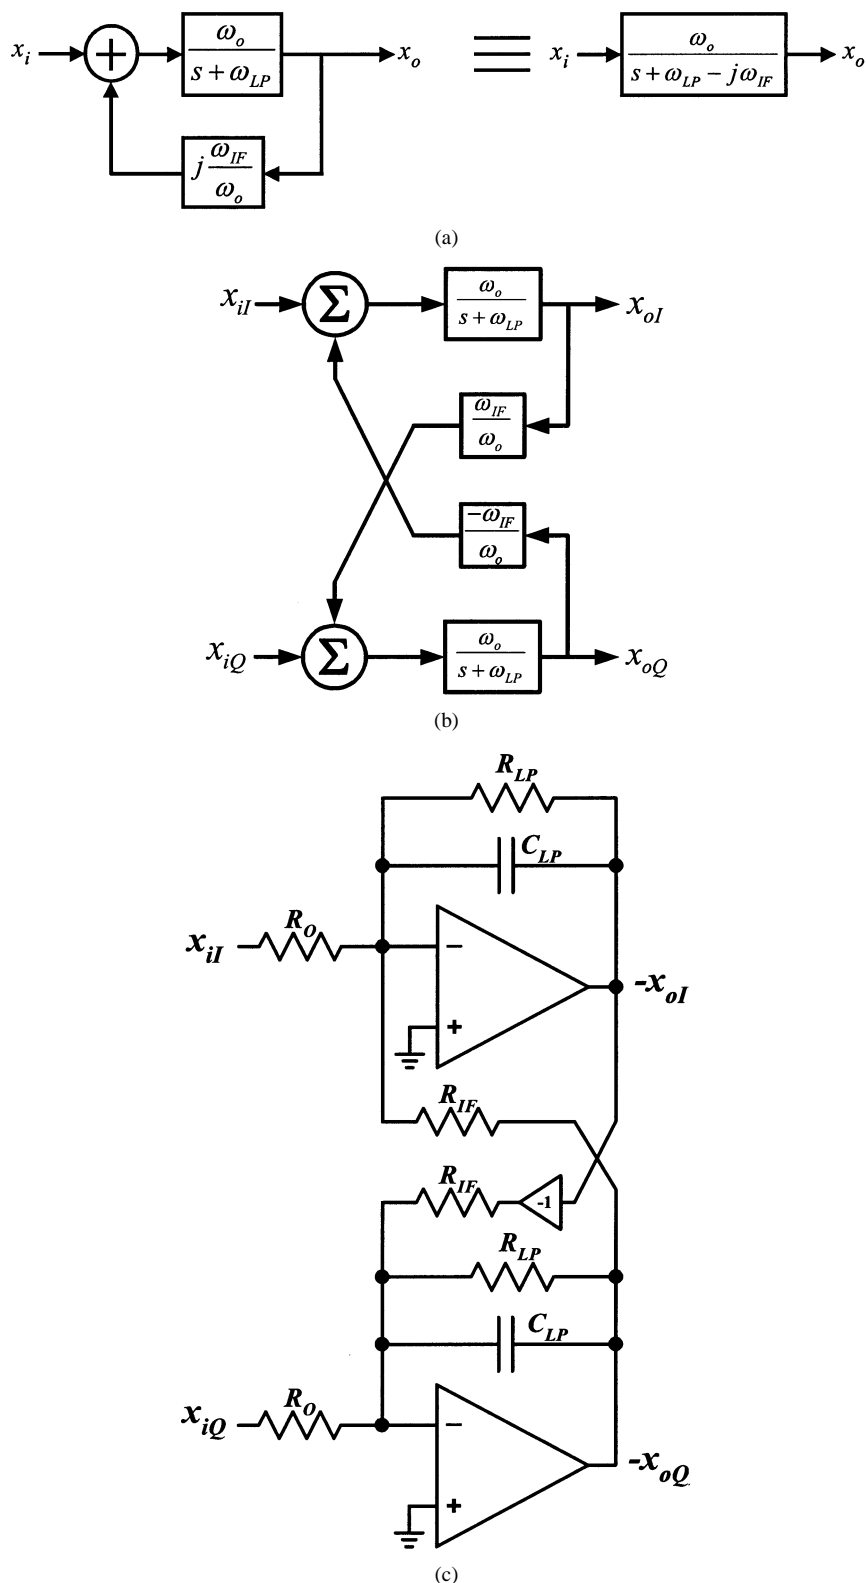 x_i + ω_o / (s + ω_LP) x_o ≡ x_i ω_o / (s + ω_LP − jω_IF) x_o
j ω_IF / ω_o
(a)
x_iI Σ ω_o / (s + ω_LP) x_oI
ω_IF / ω_o
−ω_IF / ω_o
x_iQ Σ ω_o / (s + ω_LP) x_oQ
(b)
R_LP
C_LP
x_iI R_O − -x_oI
+
R_IF
R_IF -1
R_LP
C_LP
x_iQ R_O − -x_oQ
+
(c)